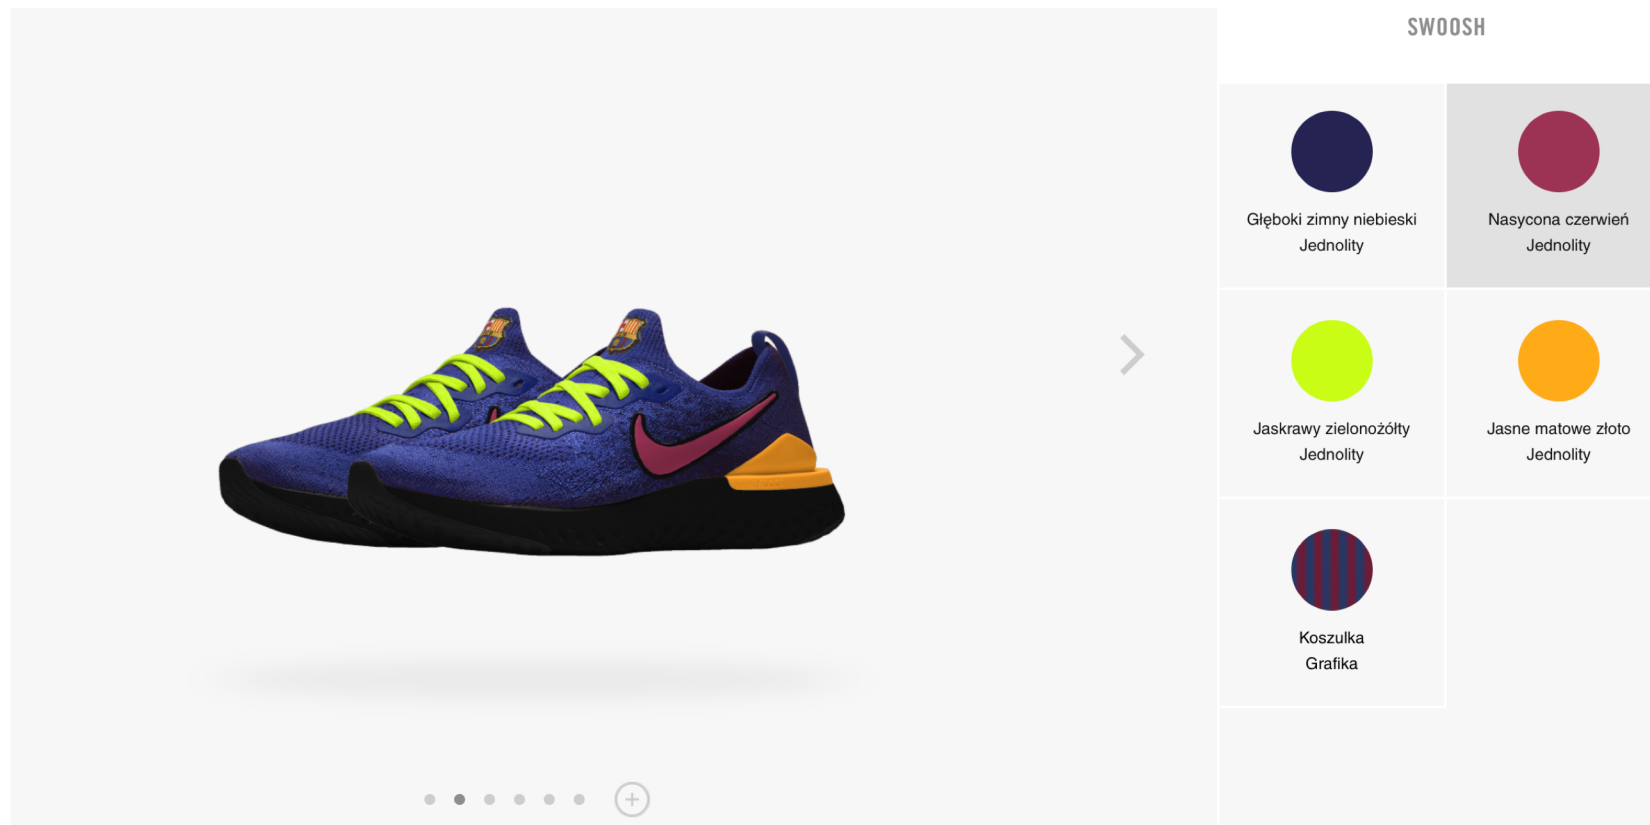 SWOOSH
Głęboki zimny niebieski
Jednolity
Nasycona czerwień
Jednolity
Jaskrawy zielonożółty
Jednolity
Jasne matowe złoto
Jednolity
Koszulka
Grafika